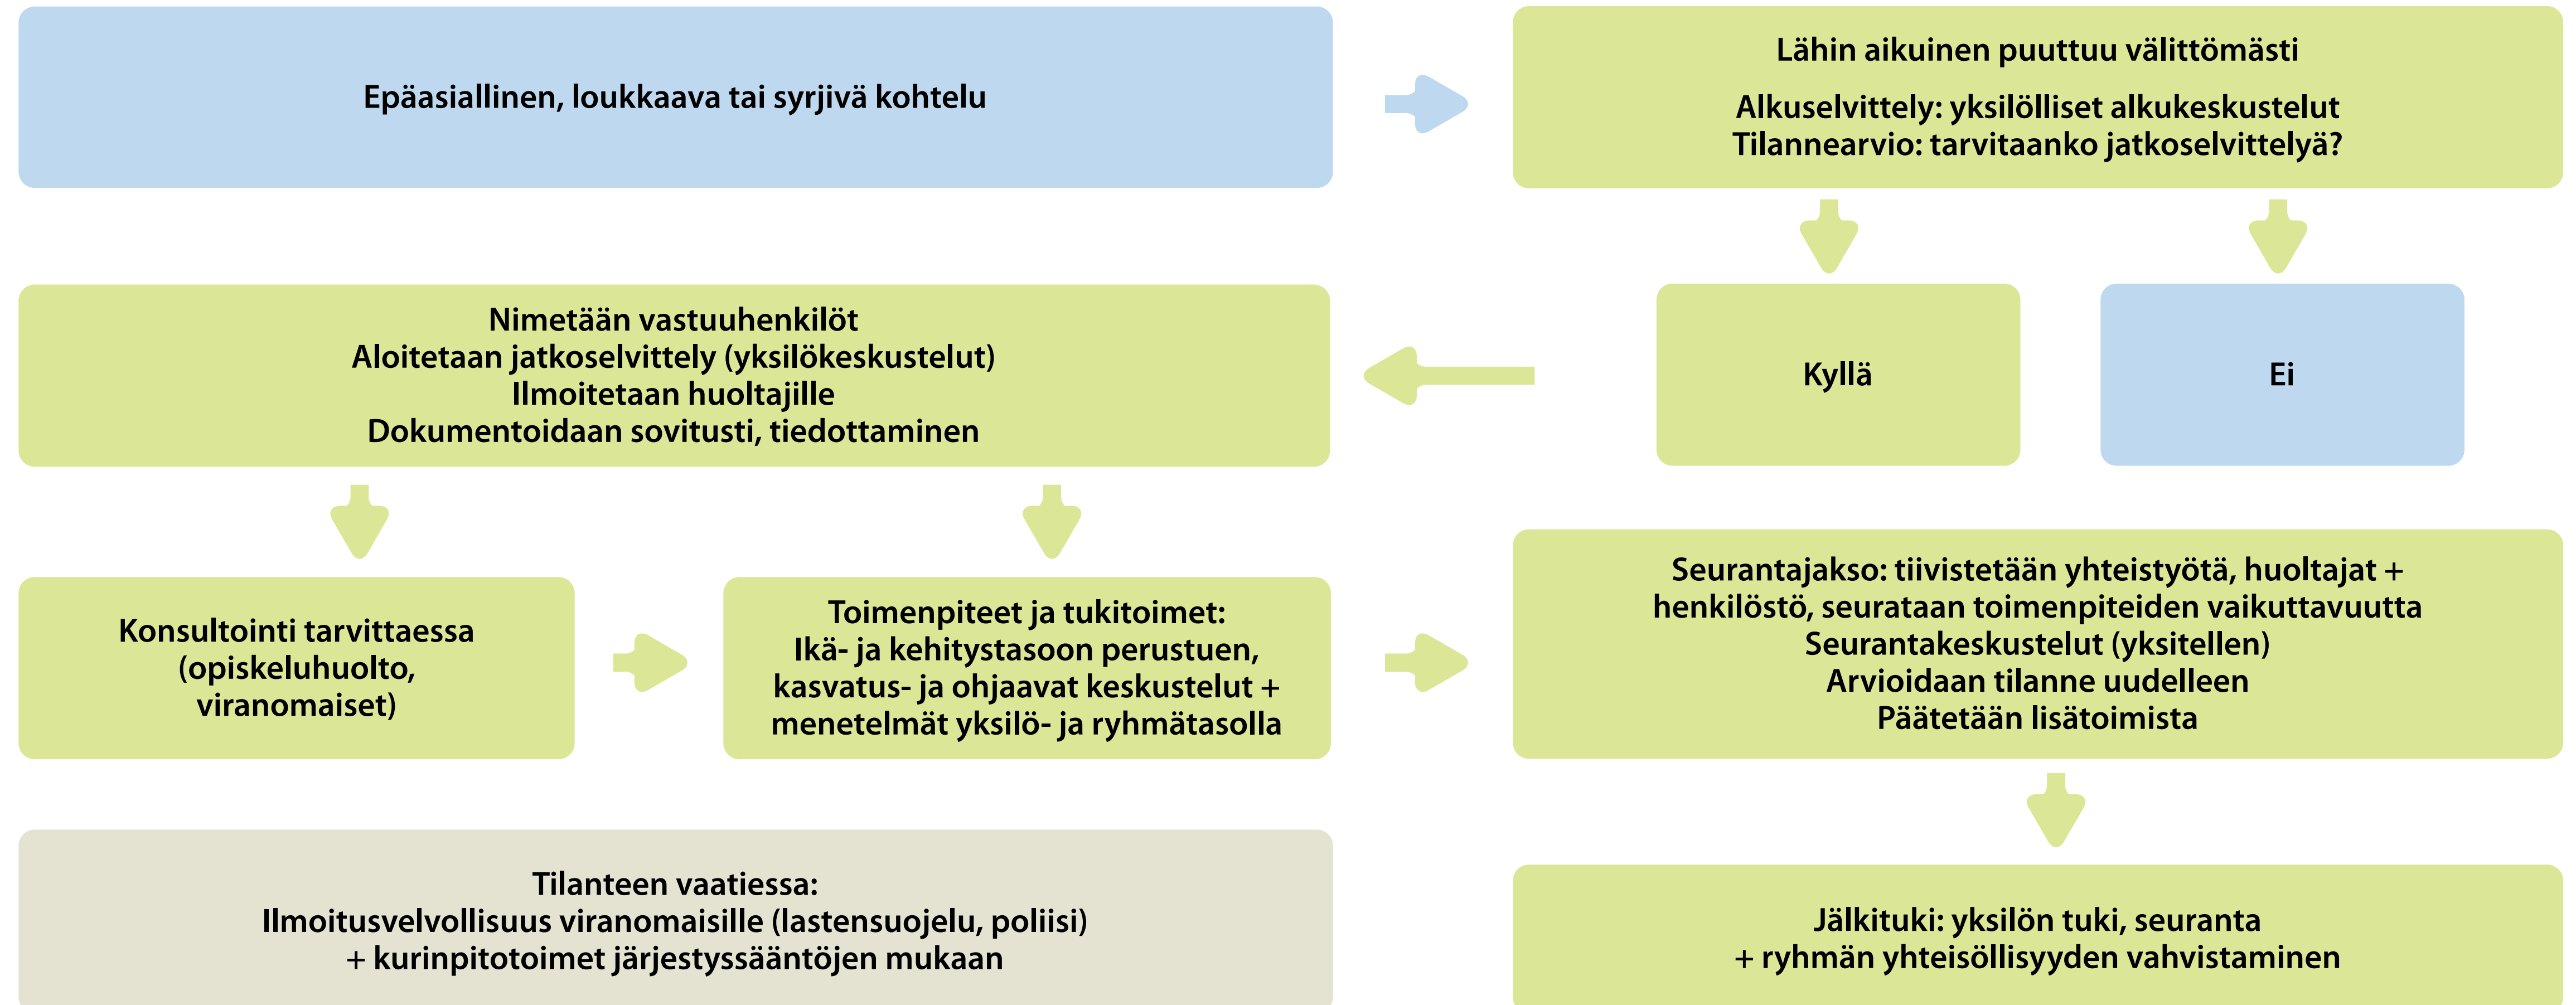 Epäasiallinen, loukkaava tai syrjivä kohtelu
Lähin aikuinen puuttuu välittömästi
Alkuselvittely: yksilölliset alkukeskustelut
Tilannearvio: tarvitaanko jatkoselvittelyä?
Kyllä
Ei
Nimetään vastuuhenkilöt
Aloitetaan jatkoselvittely (yksilökeskustelut)
Ilmoitetaan huoltajille
Dokumentoidaan sovitusti, tiedottaminen
Konsultointi tarvittaessa
(opiskeluhuolto,
viranomaiset)
Toimenpiteet ja tukitoimet:
Ikä- ja kehitystasoon perustuen,
kasvatus- ja ohjaavat keskustelut +
menetelmät yksilö- ja ryhmätasolla
Seurantajakso: tiivistetään yhteistyötä, huoltajat +
henkilöstö, seurataan toimenpiteiden vaikuttavuutta
Seurantakeskustelut (yksitellen)
Arvioidaan tilanne uudelleen
Päätetään lisätoimista
Jälkituki: yksilön tuki, seuranta
+ ryhmän yhteisöllisyyden vahvistaminen
Tilanteen vaatiessa:
Ilmoitusvelvollisuus viranomaisille (lastensuojelu, poliisi)
+ kurinpitotoimet järjestyssääntöjen mukaan